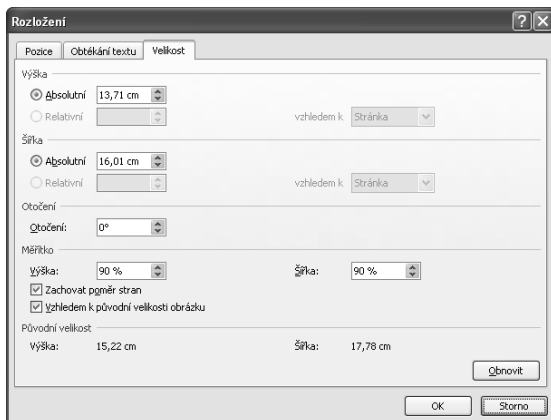 Rozložení
Pozice Obtékání textu Velikost
Výška
Absolutní 13,71 cm
Relativní vzhledem k Stránka
Šířka
Absolutní 16,01 cm
Relativní vzhledem k Stránka
Otočení
Otočení: 0°
Měřítko
Výška: 90 % Šířka: 90 %
Zachovat poměr stran
Vzhledem k původní velikosti obrázku
Původní velikost
Výška: 15,22 cm Šířka: 17,78 cm
Obnovit
OK Storno